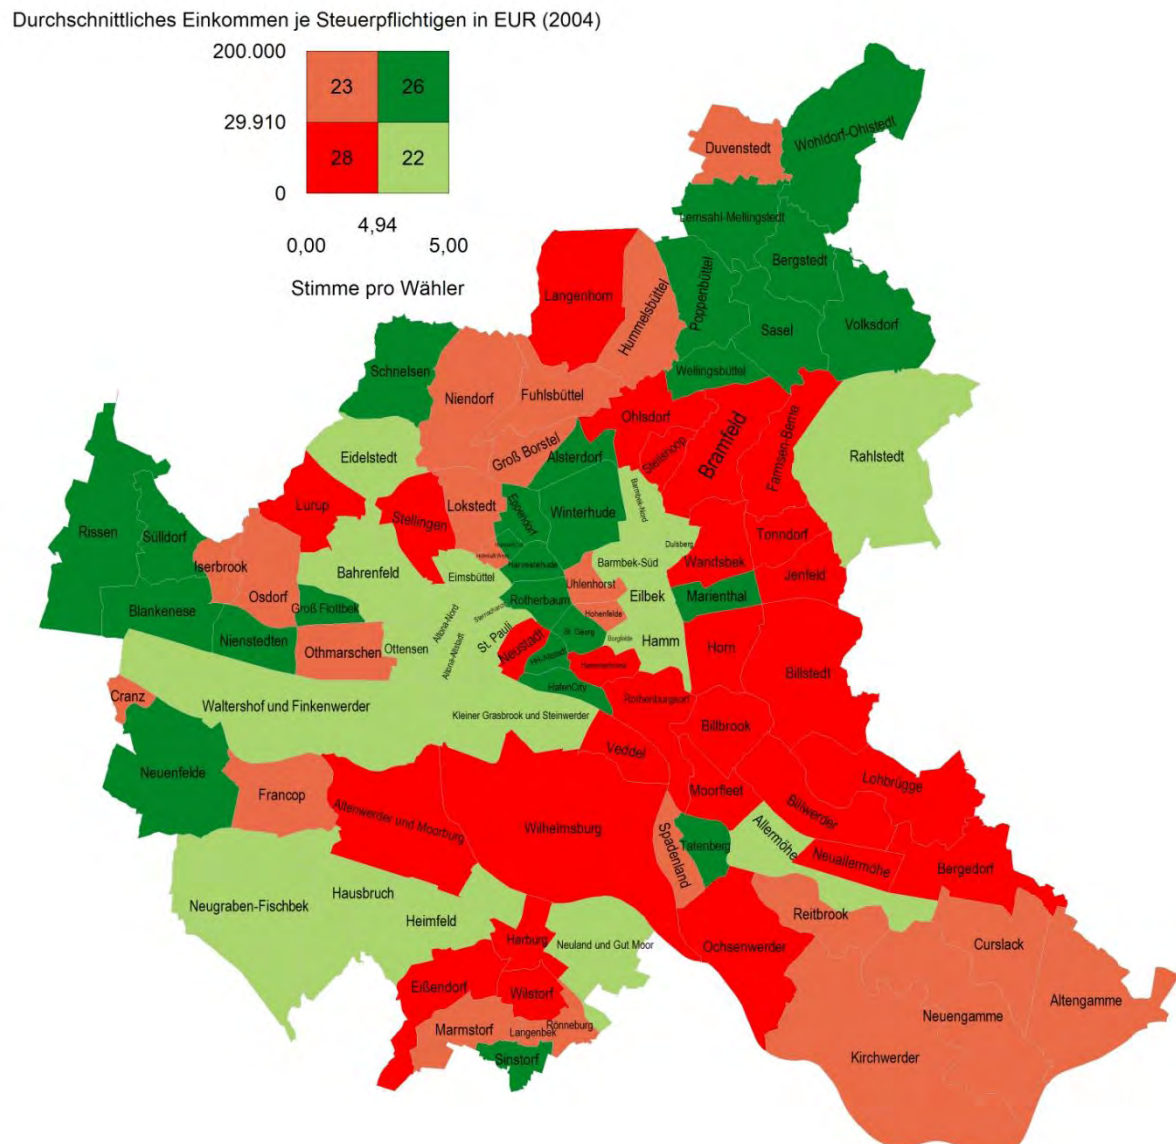 Durchschnittliches Einkommen je Steuerpflichtigen in EUR (2004)
200.000
23
26
29.910
28
22
0
4,94
0,00
5,00
Stimme pro Wähler
Wohldorf-Ohlstedt
Duvenstedt
Lemsahl-Mellingstedt
Bergstedt
Poppenbüttel
Langenhorn
Hummelsbüttel
Sasel
Volksdorf
Schnelsen
Wellingsbüttel
Niendorf
Fuhlsbüttel
Ohlsdorf
Bramfeld
Farmsen-Berne
Groß Borstel
Alsterdorf
Steilshoop
Eidelstedt
Rahlstedt
Lurup
Stellingen
Lokstedt
Eppendorf
Winterhude
Barmbek-Nord
Rissen
Sülldorf
Tonndorf
Dulsberg
Iserbrook
Bahrenfeld
Eimsbüttel
Harvestehude
Barmbek-Süd
Wandsbek
Jenfeld
Osdorf
Uhlenhorst
Blankenese
Groß Flottbek
Rotherbaum
Eilbek
Marienthal
Nienstedten
Altona-Nord
Hohenfelde
Othmarschen
Ottensen
Altona-Altstadt
St. Pauli
Neustadt
St. Georg
Borgfelde
Hamm
Horn
Billstedt
HH-Altstadt
HafenCity
Cranz
Waltershof und Finkenwerder
Kleiner Grasbrook und Steinwerder
Rothenburgsort
Billbrook
Veddel
Neuenfelde
Francop
Moorfleet
Lohbrügge
Altenwerder und Moorburg
Wilhelmsburg
Billwerder
Spadenland
Tatenberg
Allermöhe
Neuallermöhe
Bergedorf
Neugraben-Fischbek
Hausbruch
Heimfeld
Reitbrook
Harburg
Neuland und Gut Moor
Ochsenwerder
Curslack
Eißendorf
Wilstorf
Altengamme
Marmstorf
Langenbek
Rönneburg
Neuengamme
Sinstorf
Kirchwerder